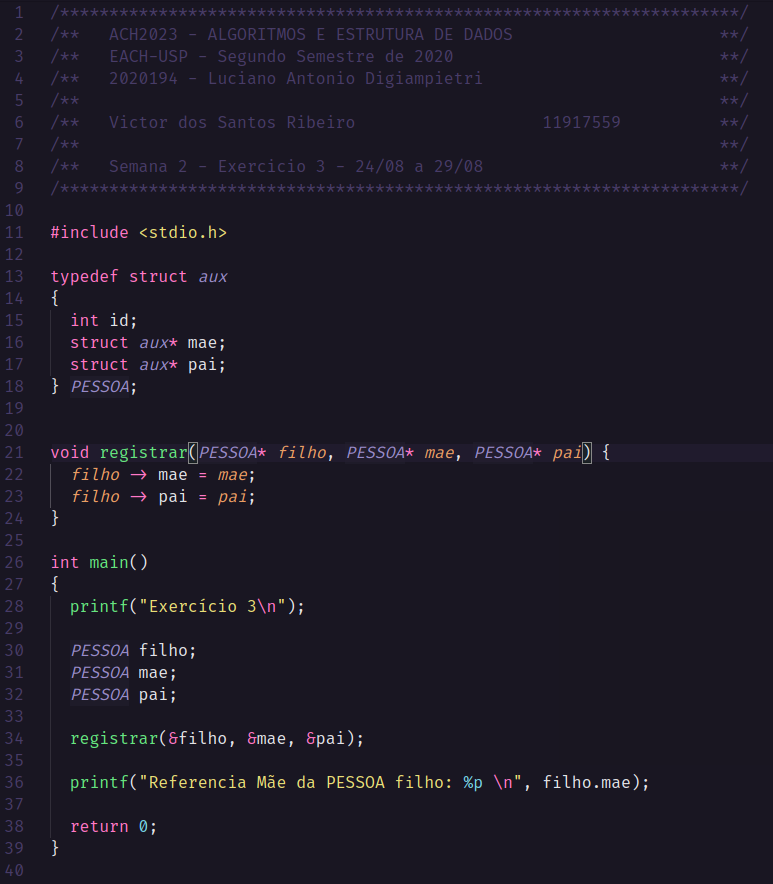 1 /*********************************************************************/
2 /**   ACH2023 - ALGORITMOS E ESTRUTURA DE DADOS                     **/
3 /**   EACH-USP - Segundo Semestre de 2020                           **/
4 /**   2020194 - Luciano Antonio Digiampietri                        **/
5 /**                                                                 **/
6 /**   Victor dos Santos Ribeiro                   11917559          **/
7 /**                                                                 **/
8 /**   Semana 2 - Exercicio 3 - 24/08 a 29/08                        **/
9 /*********************************************************************/
10
11 #include <stdio.h>
12
13 typedef struct aux
14 {
15   int id;
16   struct aux* mae;
17   struct aux* pai;
18 } PESSOA;
19
20
21 void registrar(PESSOA* filho, PESSOA* mae, PESSOA* pai) {
22   filho -> mae = mae;
23   filho -> pai = pai;
24 }
25
26 int main()
27 {
28   printf("Exercício 3\n");
29
30   PESSOA filho;
31   PESSOA mae;
32   PESSOA pai;
33
34   registrar(&filho, &mae, &pai);
35
36   printf("Referencia Mãe da PESSOA filho: %p \n", filho.mae);
37
38   return 0;
39 }
40